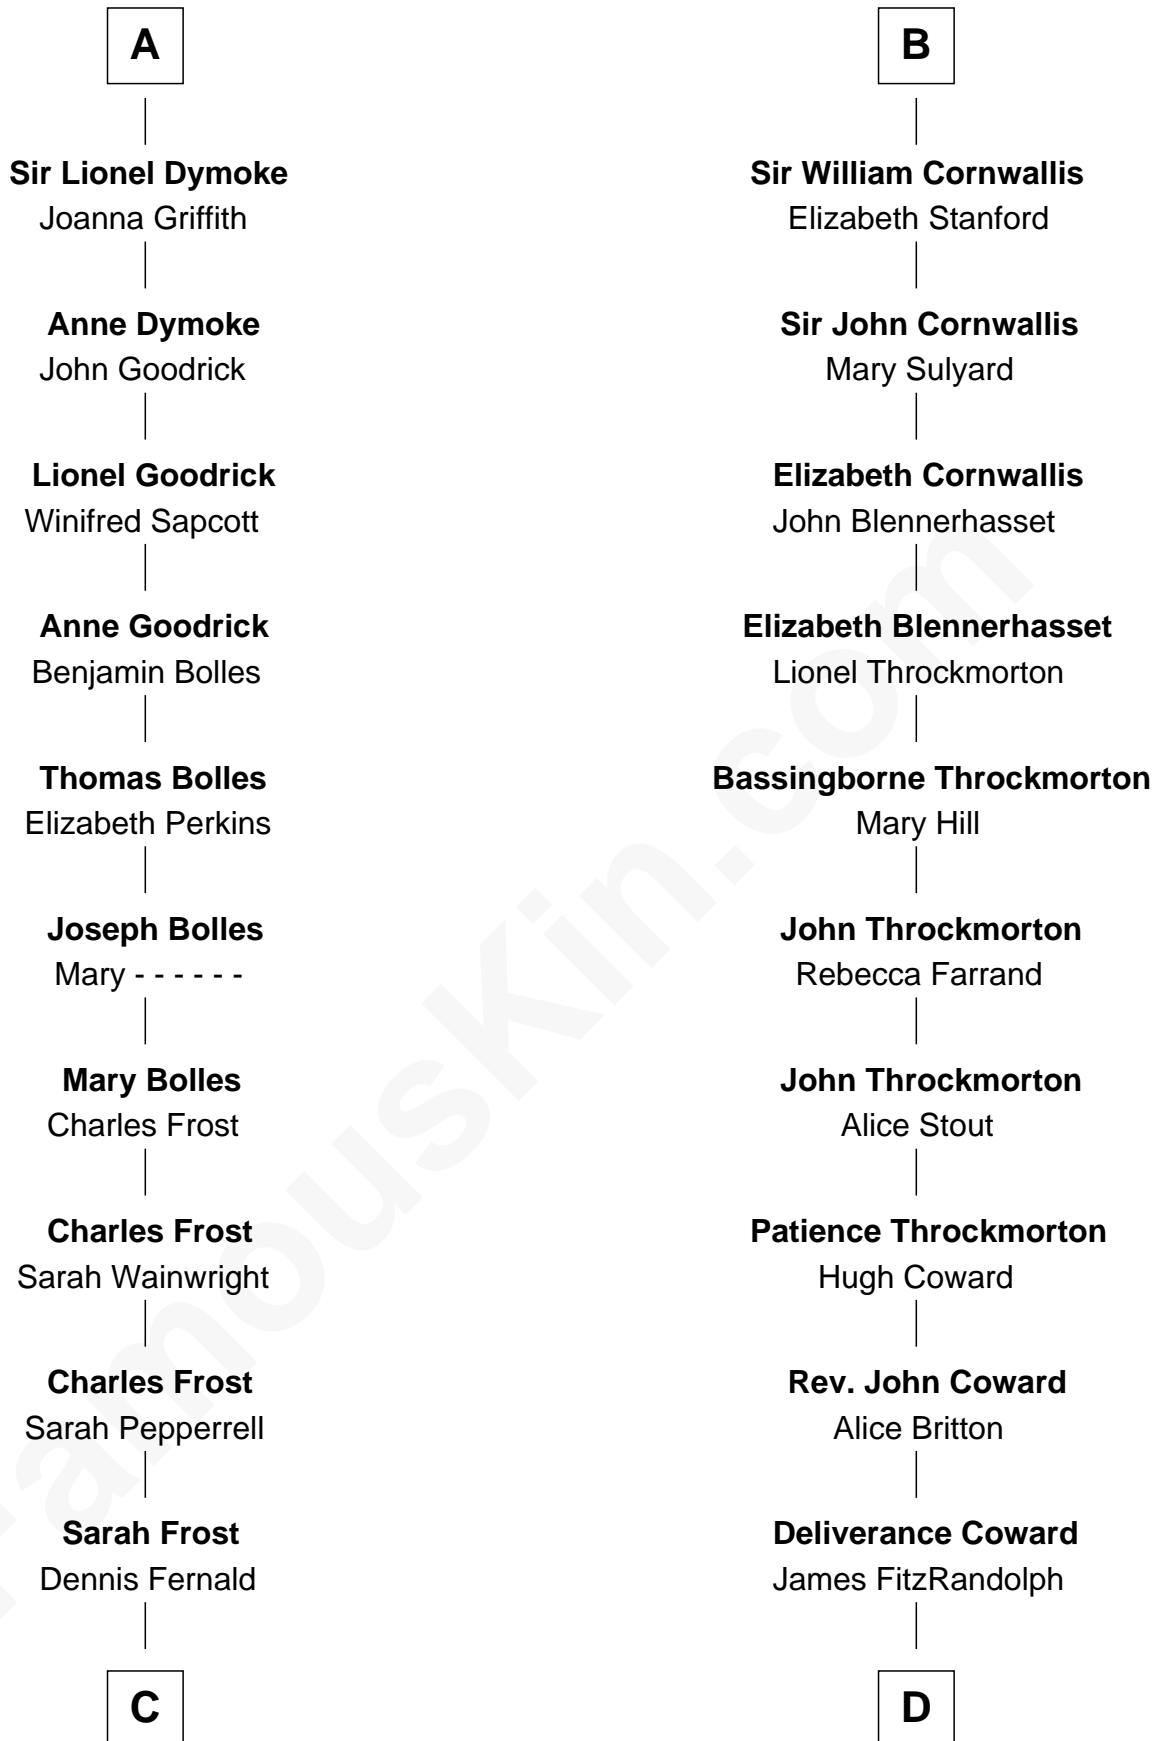 A
B
Sir Lionel Dymoke
Joanna Griffith
Sir William Cornwallis
Elizabeth Stanford
Anne Dymoke
John Goodrick
Sir John Cornwallis
Mary Sulyard
Lionel Goodrick
Winifred Sapcott
Elizabeth Cornwallis
John Blennerhasset
Anne Goodrick
Benjamin Bolles
Elizabeth Blennerhasset
Lionel Throckmorton
Thomas Bolles
Elizabeth Perkins
Bassingborne Throckmorton
Mary Hill
Joseph Bolles
Mary - - - - - -
John Throckmorton
Rebecca Farrand
Mary Bolles
Charles Frost
John Throckmorton
Alice Stout
Charles Frost
Sarah Wainwright
Patience Throckmorton
Hugh Coward
Charles Frost
Sarah Pepperrell
Rev. John Coward
Alice Britton
Sarah Frost
Dennis Fernald
Deliverance Coward
James FitzRandolph
C
D
FamousKin.com